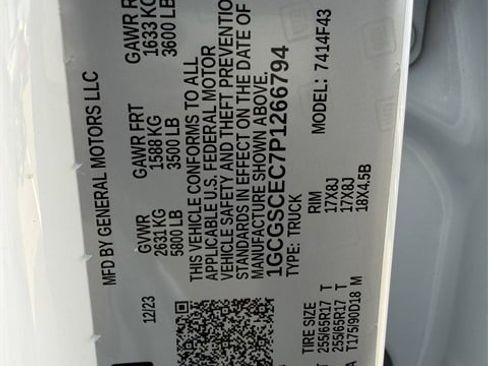 MFD BY GENERAL MOTORS LLC
12/23 GVWR GAWR FRT GAWR R
2631 KG 1588 KG 1633 KG
5800 LB 3500 LB 3600 LB
THIS VEHICLE CONFORMS TO ALL
APPLICABLE U.S. FEDERAL MOTOR
VEHICLE SAFETY AND THEFT PREVENTION
STANDARDS IN EFFECT ON THE DATE OF
MANUFACTURE SHOWN ABOVE.
1GCGSCEC7P1266794
TYPE: TRUCK MODEL: 7414F43
TIRE SIZE RIM
T 255/65R17 T 17X8J
255/65R17 T 17X8J
A T175/90D18 M 18X4.5B